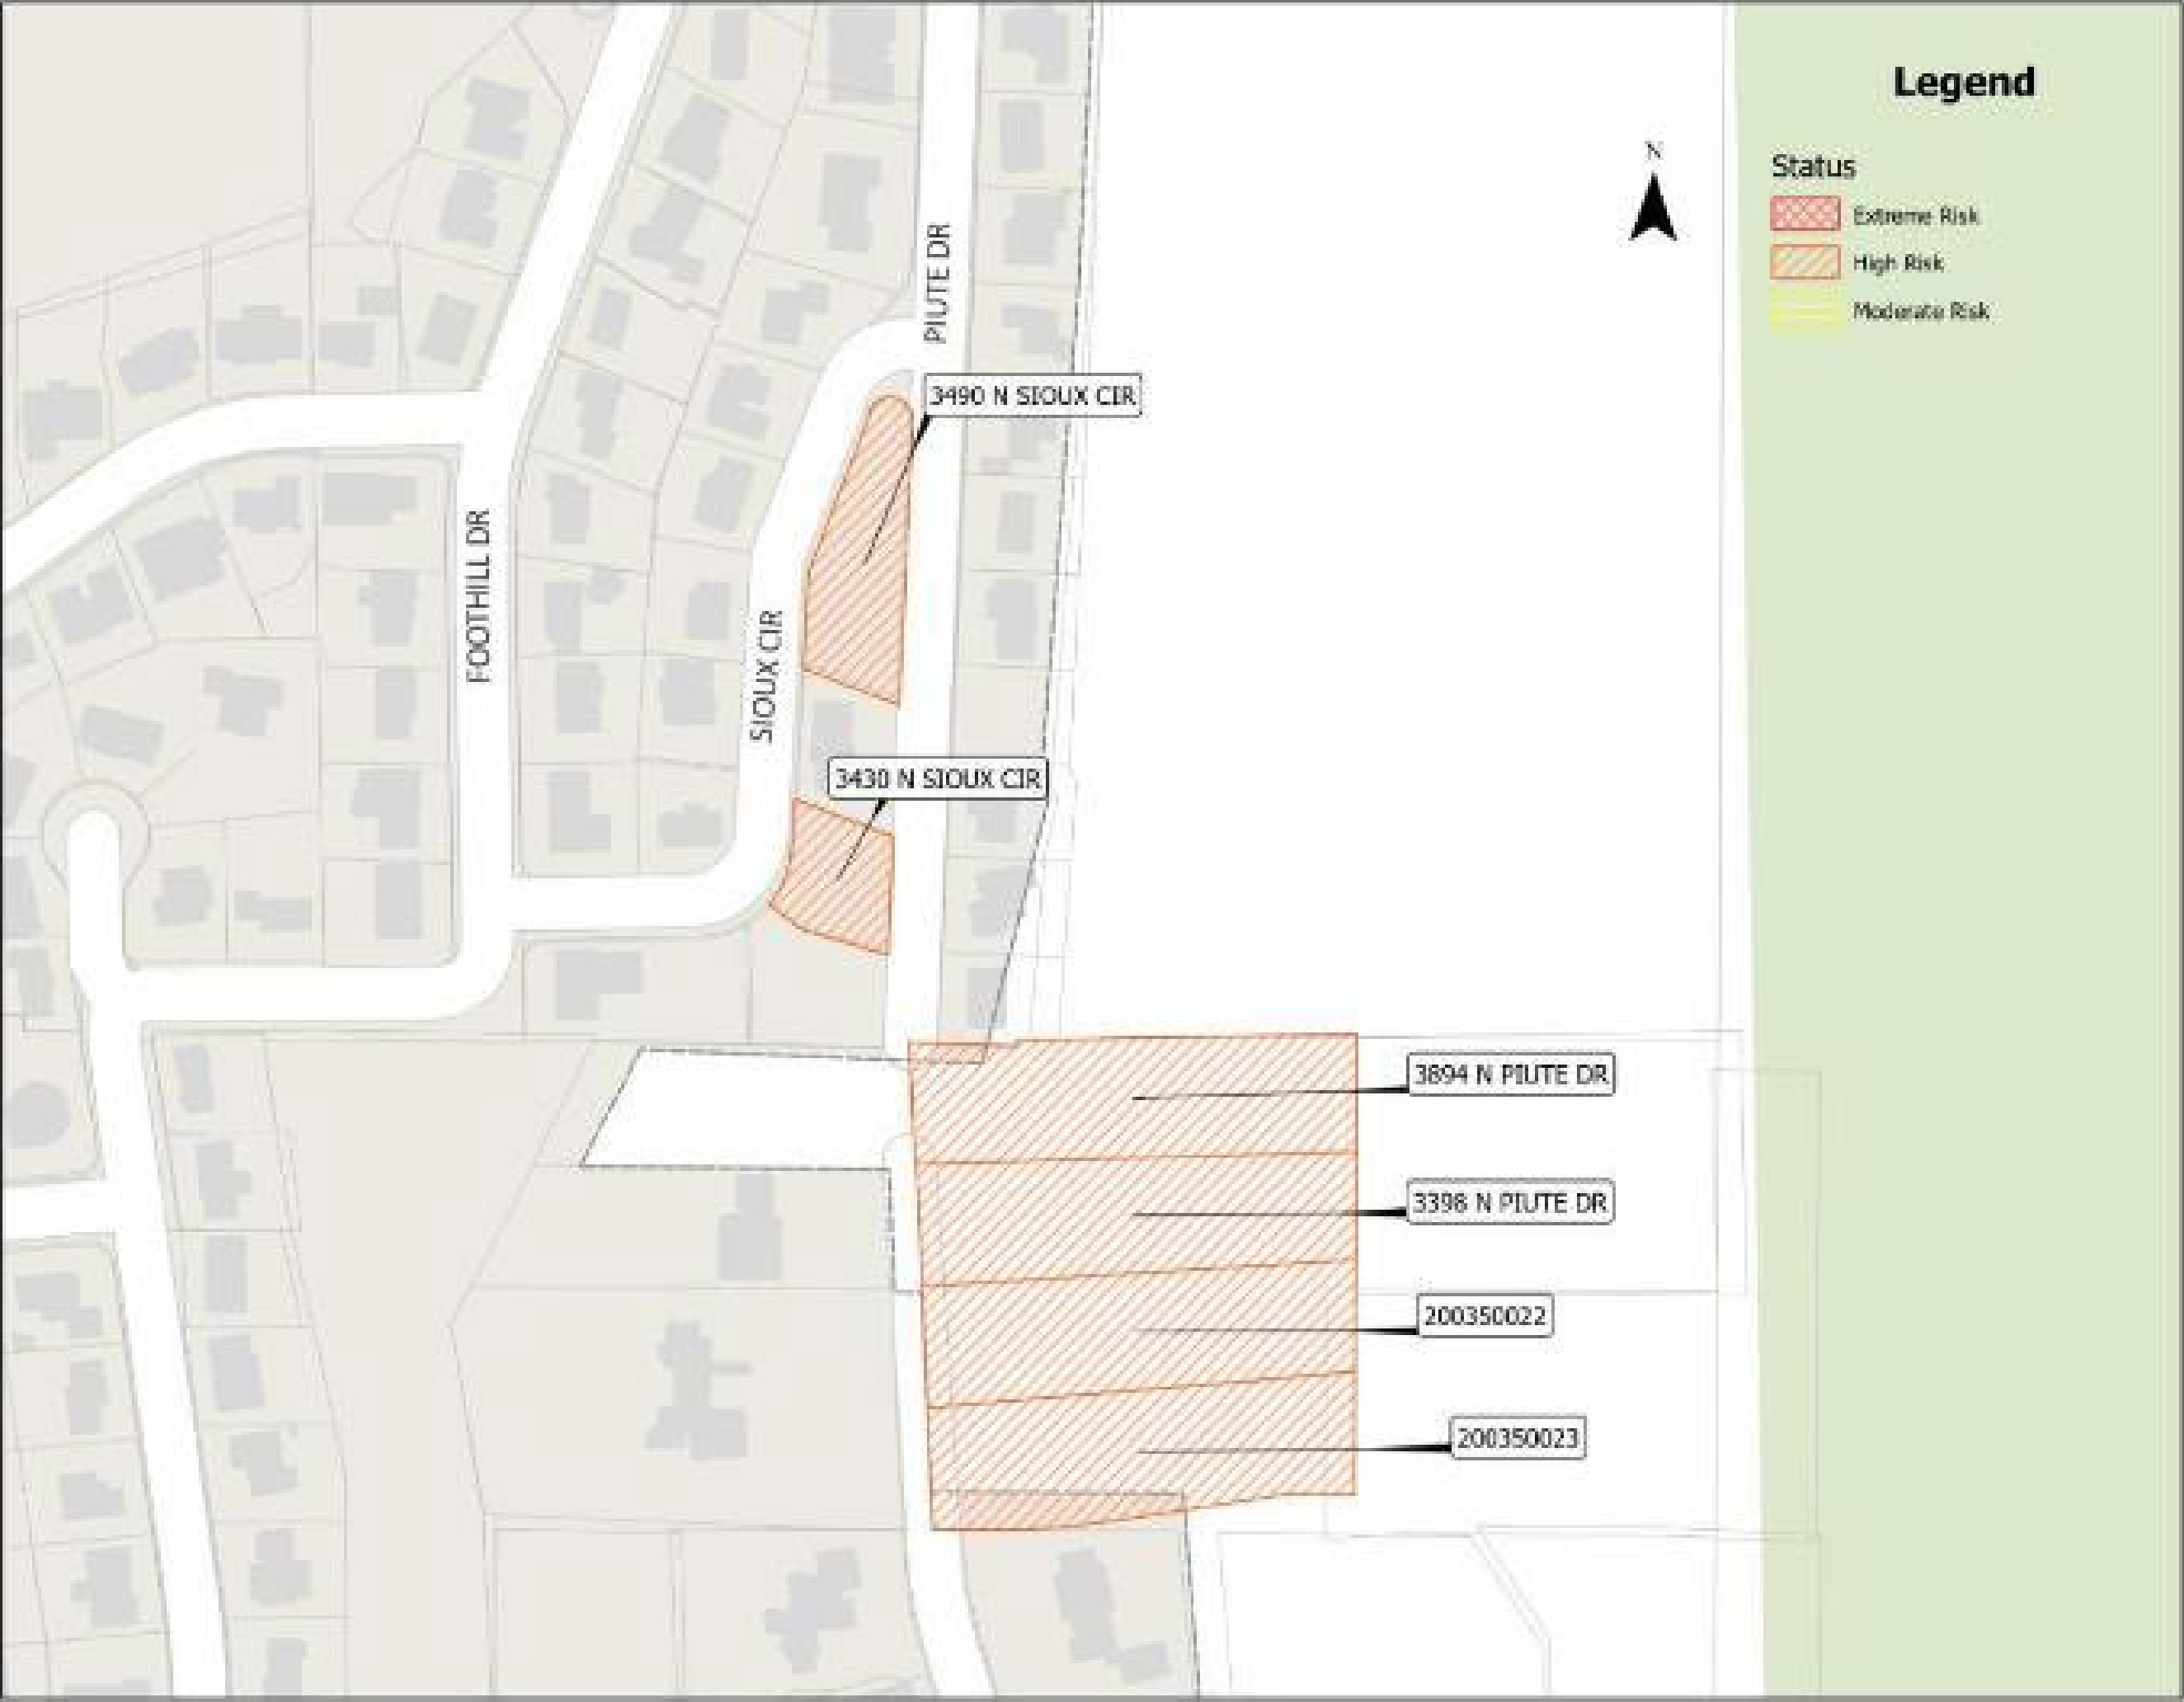 Legend
N
Status
Extreme Risk
High Risk
Moderate Risk
PIUTE DR
3490 N SIOUX CIR
FOOTHILL DR
SIOUX CIR
3430 N SIOUX CIR
3894 N PIUTE DR
3398 N PIUTE DR
200350022
200350023